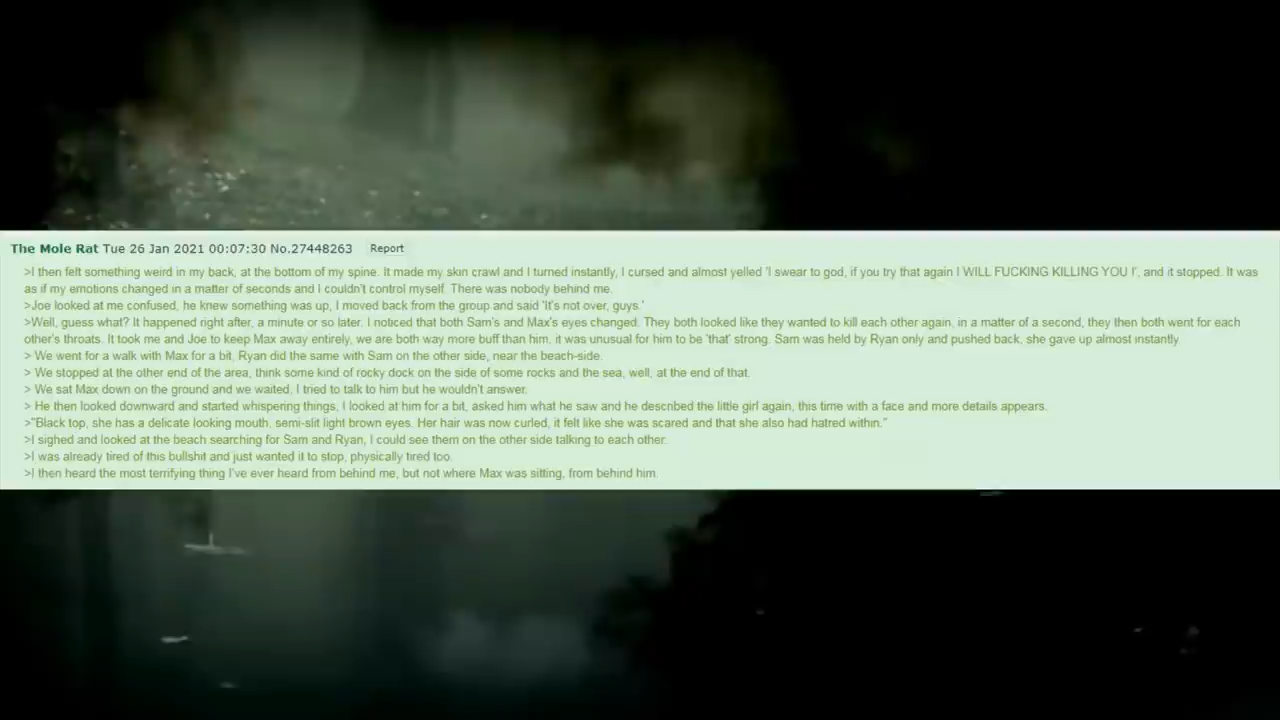 The Mole Rat Tue 26 Jan 2021 00:07:30 No.27448263 Report
>I then felt something weird in my back, at the bottom of my spine. It made my skin crawl and I turned instantly, I cursed and almost yelled 'I swear to god, if you try that again I WILL FUCKING KILLING YOU !', and it stopped. It was
as if my emotions changed in a matter of seconds and I couldn't control myself. There was nobody behind me.
>Joe looked at me confused, he knew something was up, I moved back from the group and said 'It's not over, guys.'
>Well, guess what? It happened right after, a minute or so later. I noticed that both Sam's and Max's eyes changed. They both looked like they wanted to kill each other again, in a matter of a second, they then both went for each
other's throats. It took me and Joe to keep Max away entirely, we are both way more buff than him, it was unusual for him to be 'that' strong. Sam was held by Ryan only and pushed back, she gave up almost instantly
> We went for a walk with Max for a bit, Ryan did the same with Sam on the other side, near the beach-side.
> We stopped at the other end of the area, think some kind of rocky dock on the side of some rocks and the sea, well, at the end of that.
> We sat Max down on the ground and we waited, I tried to talk to him but he wouldn't answer.
> He then looked downward and started whispering things, I looked at him for a bit, asked him what he saw and he described the little girl again, this time with a face and more details appears.
>"Black top, she has a delicate looking mouth, semi-slit light brown eyes. Her hair was now curled, it felt like she was scared and that she also had hatred within."
>I sighed and looked at the beach searching for Sam and Ryan, I could see them on the other side talking to each other.
>I was already tired of this bullshit and just wanted it to stop, physically tired too.
>I then heard the most terrifying thing I've ever heard from behind me, but not where Max was sitting, from behind him.